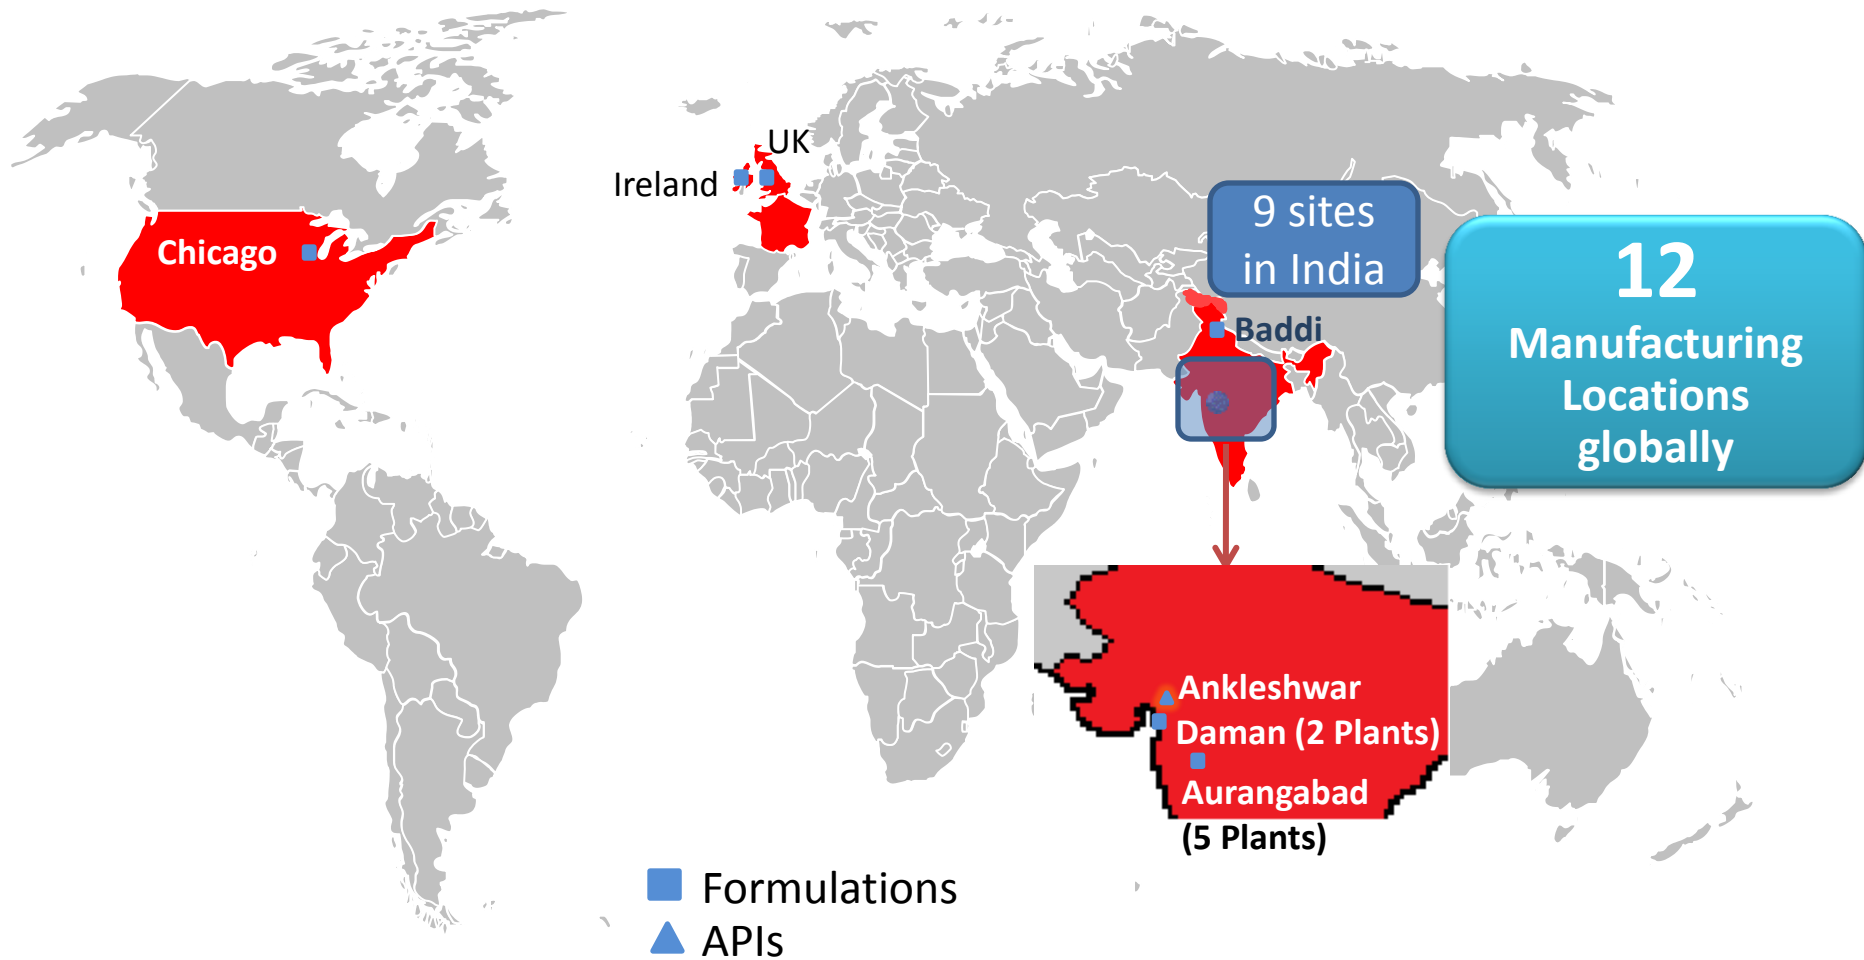 UK
Ireland
Chicago
9 sites
in India
Baddi
12
Manufacturing
Locations
globally
Ankleshwar
Daman (2 Plants)
Aurangabad
(5 Plants)
Formulations
APIs